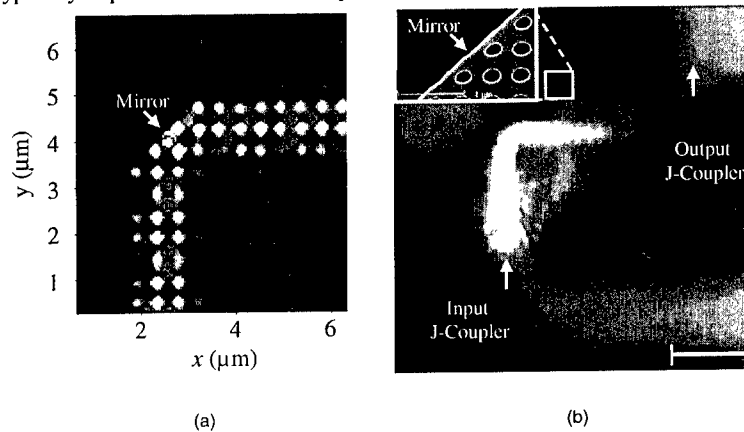 Mirror
y (μm)
6
5
4
3
2
1
2
4
6
x (μm)
(a)
Mirror
Output
J-Coupler
Input
J-Coupler
(b)